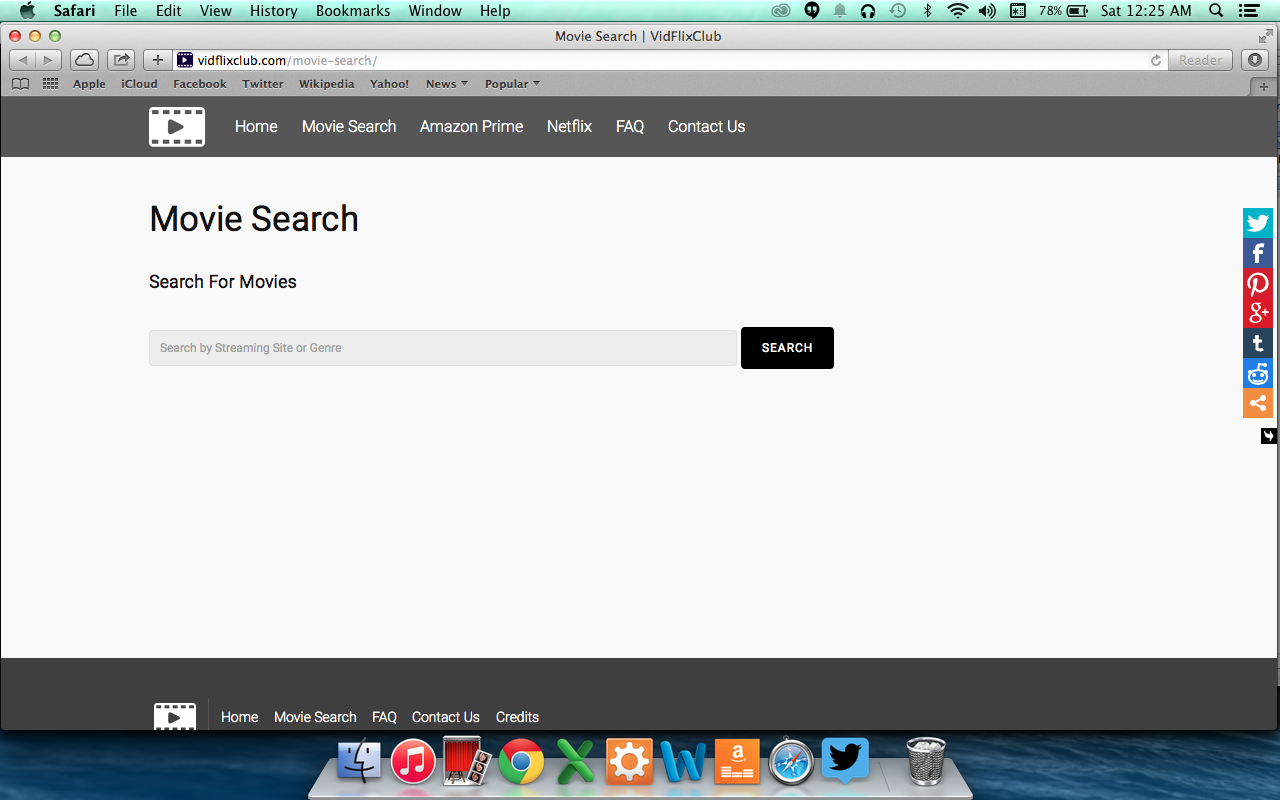 Safari File Edit View History Bookmarks Window Help 78% Sat 12:25 AM
Movie Search | VidFlixClub
vidflixclub.com/movie-search/ Reader
Apple iCloud Facebook Twitter Wikipedia Yahoo! News Popular
Home Movie Search Amazon Prime Netflix FAQ Contact Us
Movie Search
Search For Movies
Search by Streaming Site or Genre SEARCH
Home Movie Search FAQ Contact Us Credits